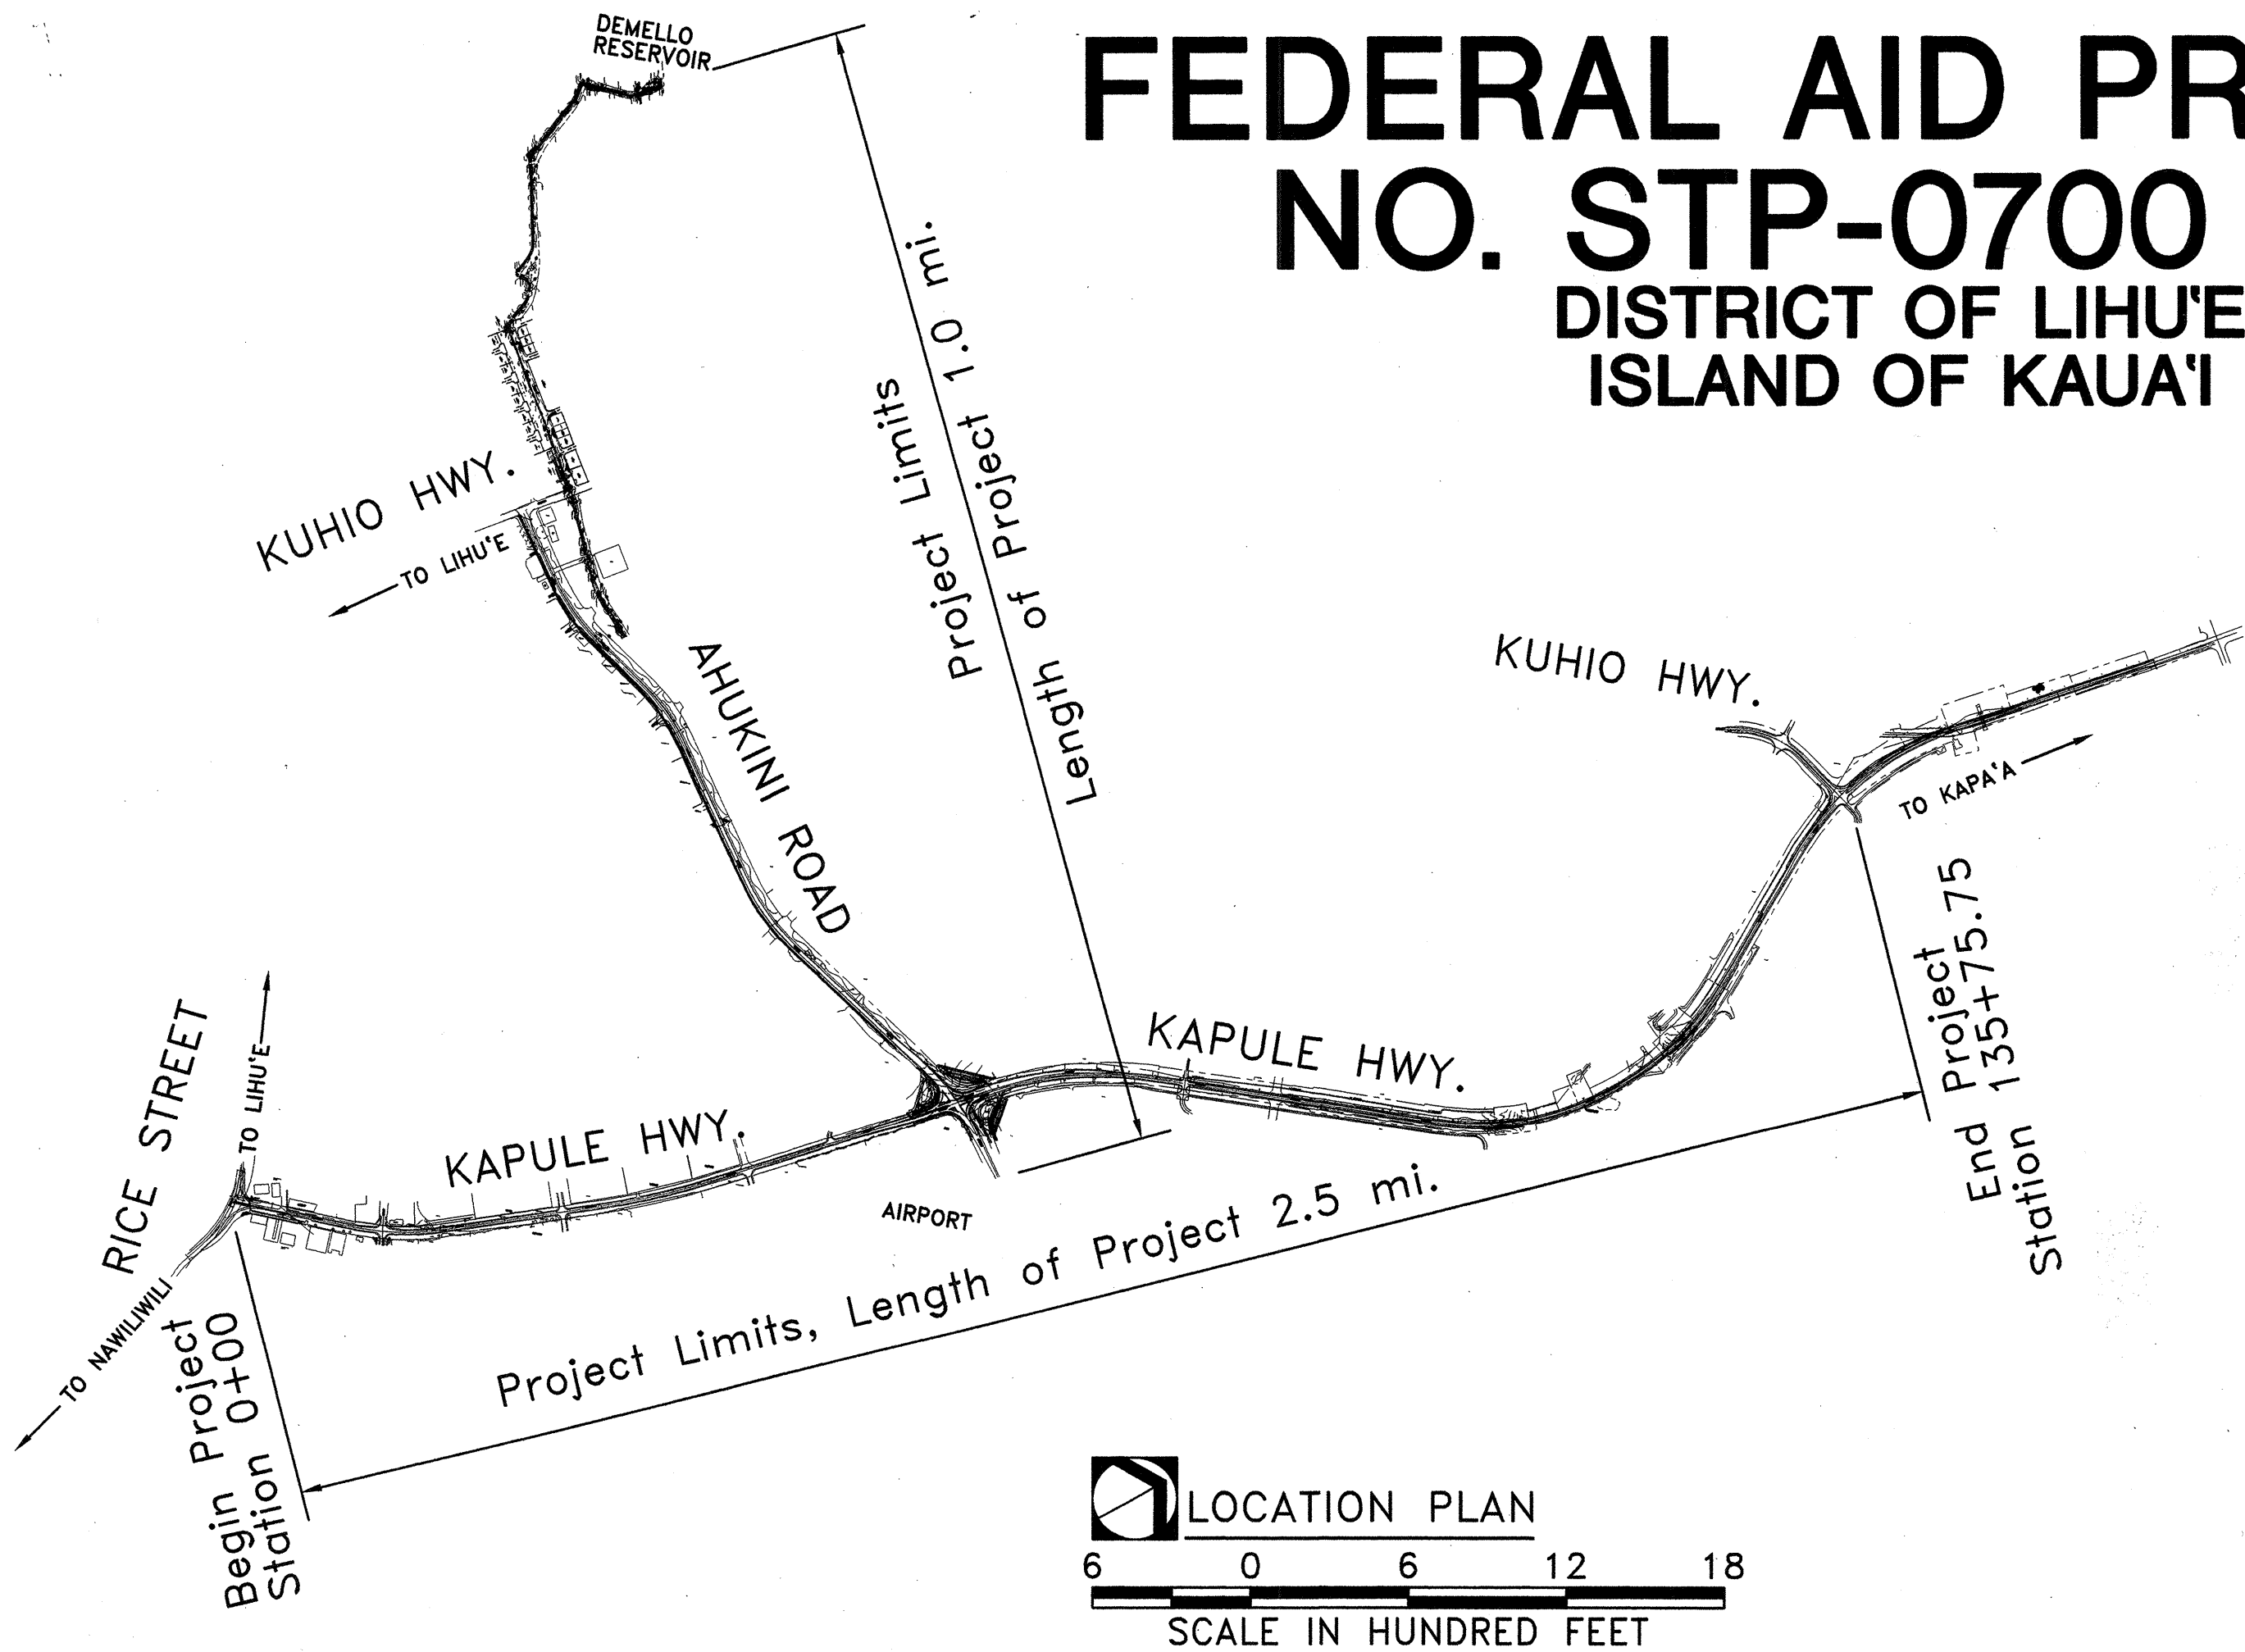 DEMELLO
RESERVOIR
FEDERAL AID PR
NO. STP-0700
DISTRICT OF LIHU‘E
ISLAND OF KAUA‘I
KUHIO HWY.
TO LIHU‘E
AHUKINI ROAD
Project Limits
Length of Project 1.0 mi.
KUHIO HWY.
TO KAPA‘A
End Project
Station 135+75.75
KAPULE HWY.
RICE STREET
TO LIHU‘E
KAPULE HWY.
AIRPORT
TO NAWILIWILI
Begin Project
Station 0+00
Project Limits, Length of Project 2.5 mi.
LOCATION PLAN
6 0 6 12 18
SCALE IN HUNDRED FEET